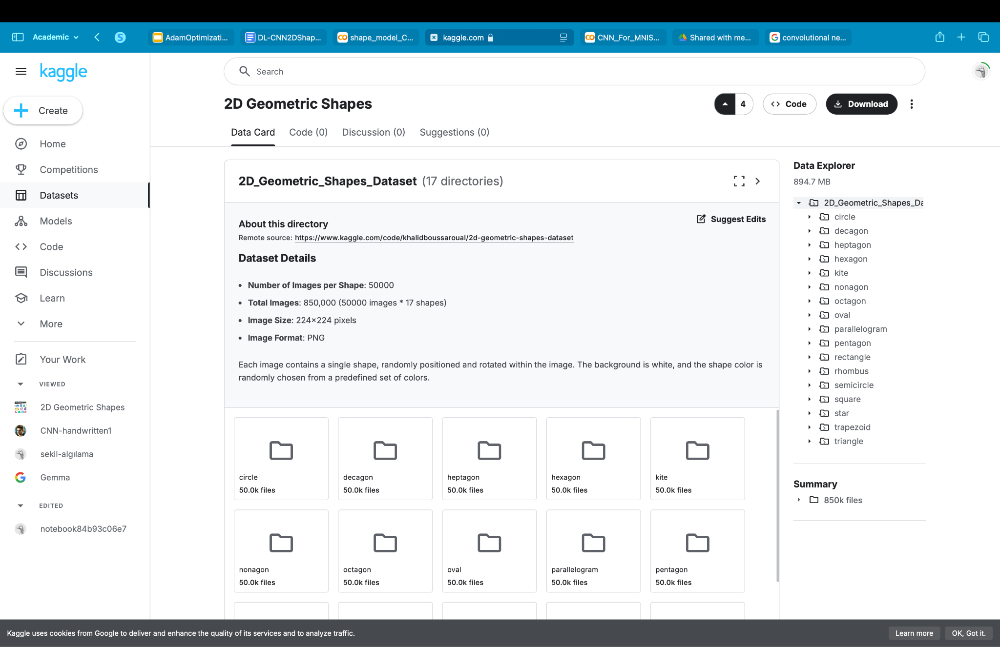 Academic
AdamOptimizati...
DL-CNN2DShap...
shape_model_C...
kaggle.com
CNN_For_MNIS...
Shared with me...
convolutional ne...
kaggle
Search
Create
Home
Competitions
Datasets
Models
Code
Discussions
Learn
More
Your Work
VIEWED
2D Geometric Shapes
CNN-handwritten1
sekil-algılama
Gemma
EDITED
notebook84b93c06e7
2D Geometric Shapes
4
Code
Download
Data Card
Code (0)
Discussion (0)
Suggestions (0)
2D_Geometric_Shapes_Dataset (17 directories)
About this directory
Suggest Edits
Remote source: https://www.kaggle.com/code/khalidboussaroual/2d-geometric-shapes-dataset
Dataset Details
• Number of Images per Shape: 50000
• Total Images: 850,000 (50000 images * 17 shapes)
• Image Size: 224x224 pixels
• Image Format: PNG
Each image contains a single shape, randomly positioned and rotated within the image. The background is white, and the shape color is
randomly chosen from a predefined set of colors.
circle
50.0k files
decagon
50.0k files
heptagon
50.0k files
hexagon
50.0k files
kite
50.0k files
nonagon
50.0k files
octagon
50.0k files
oval
50.0k files
parallelogram
50.0k files
pentagon
50.0k files
Data Explorer
894.7 MB
2D_Geometric_Shapes_Da
circle
decagon
heptagon
hexagon
kite
nonagon
octagon
oval
parallelogram
pentagon
rectangle
rhombus
semicircle
square
star
trapezoid
triangle
Summary
850k files
Kaggle uses cookies from Google to deliver and enhance the quality of its services and to analyze traffic.
Learn more
OK, Got it.